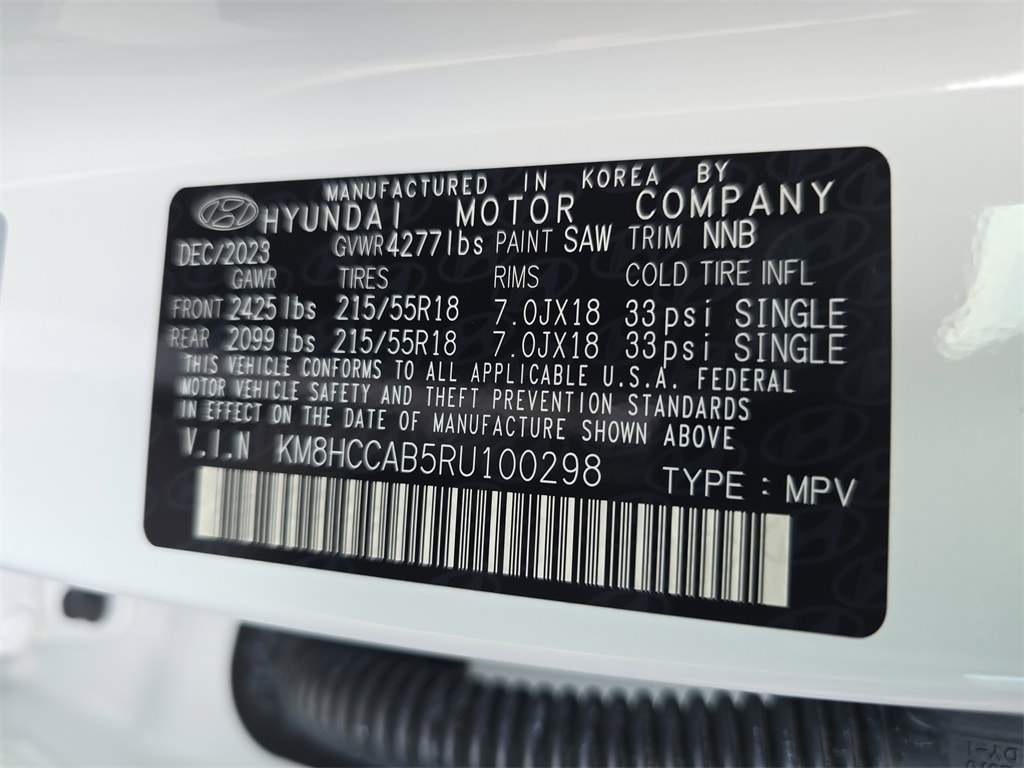 MANUFACTURED IN KOREA BY
HYUNDAI MOTOR COMPANY
DEC/2023 GVWR 4277lbs PAINT SAW TRIM NNB
GAWR TIRES RIMS COLD TIRE INFL
FRONT 2425lbs 215/55R18 7.0JX18 33psi SINGLE
REAR 2099lbs 215/55R18 7.0JX18 33psi SINGLE
THIS VEHICLE CONFORMS TO ALL APPLICABLE U.S.A. FEDERAL
MOTOR VEHICLE SAFETY AND THEFT PREVENTION STANDARDS
IN EFFECT ON THE DATE OF MANUFACTURE SHOWN ABOVE
V.I.N KM8HCCAB5RU100298
TYPE : MPV
DY-1